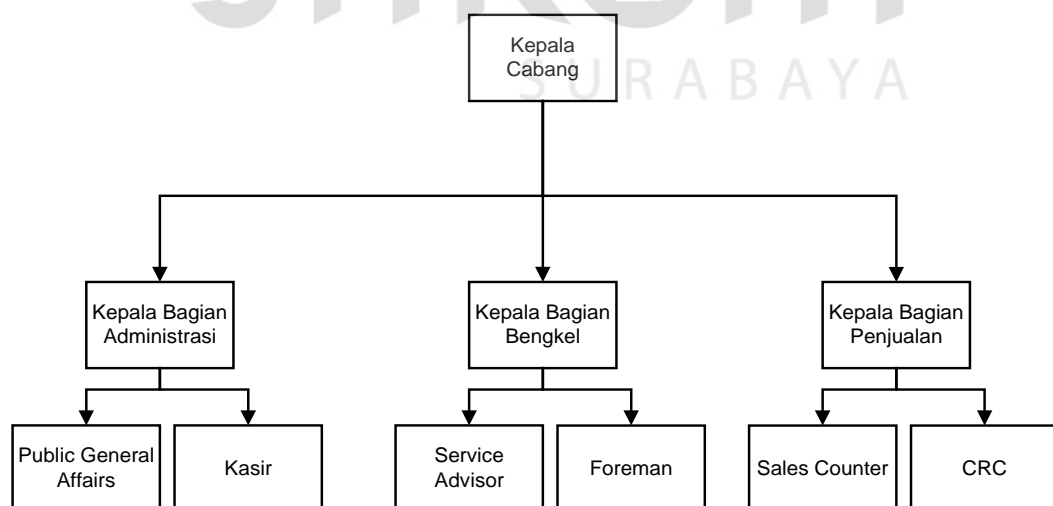 Kepala
Cabang
SURABAYA
Kepala Bagian
Administrasi
Kepala Bagian
Bengkel
Kepala Bagian
Penjualan
Public General
Affairs
Kasir
Service
Advisor
Foreman
Sales Counter
CRC